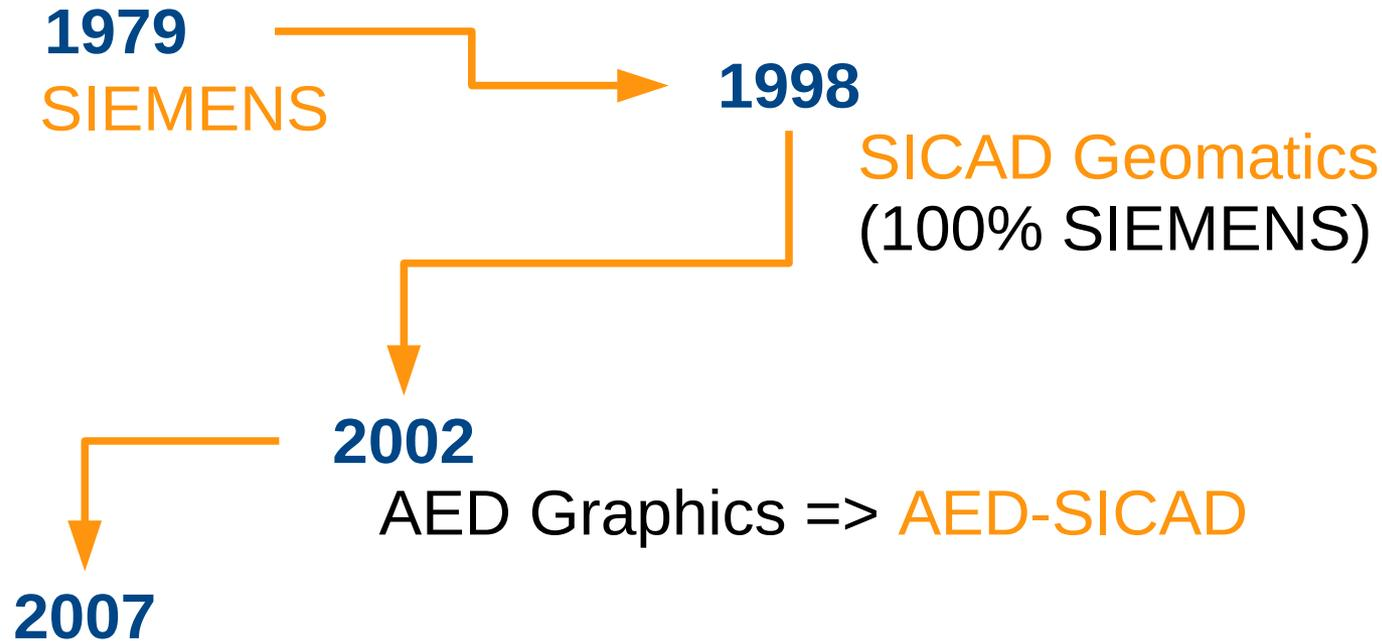 1979
SIEMENS
1998
SICAD Geomatics
(100% SIEMENS)
2002
AED Graphics => AED-SICAD
2007